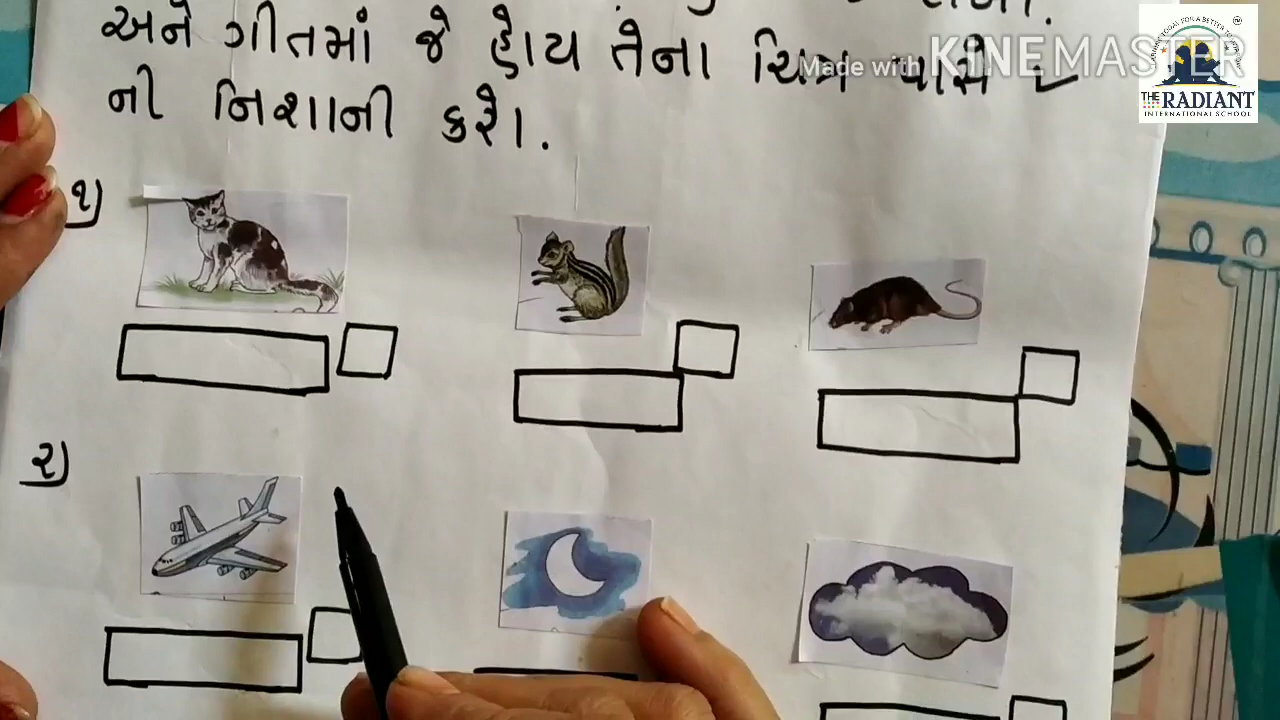 અને ગીતમાં જે હોય તેના ચિત્ર પાસે ✓
ની નિશાની કરો.
૧)
૨)
Made with KINEMASTER
THE RADIANT
INTERNATIONAL SCHOOL